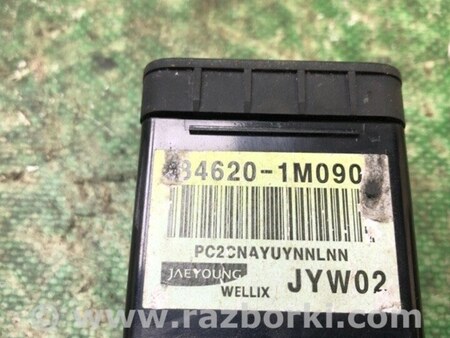 84620-1M090
PC2CNAYUYNNLNN
JAEYOUNG
WELLIX
JYW02
www.razborki.com